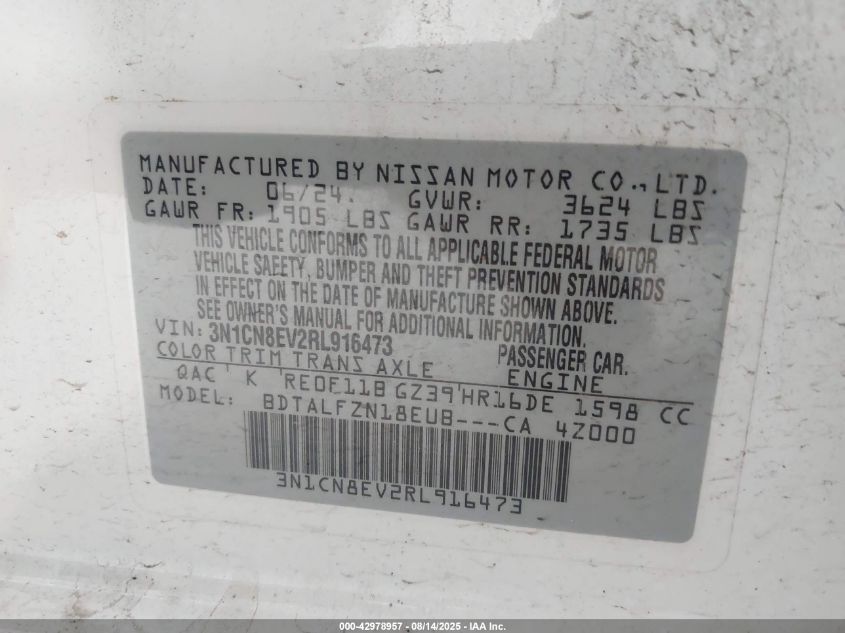 MANUFACTURED BY NISSAN MOTOR CO., LTD.
DATE: 06/24. GVWR: 3624 LBS
GAWR FR: 1905 LBS GAWR RR: 1735 LBS
THIS VEHICLE CONFORMS TO ALL APPLICABLE FEDERAL MOTOR
VEHICLE SAFETY, BUMPER AND THEFT PREVENTION STANDARDS
IN EFFECT ON THE DATE OF MANUFACTURE SHOWN ABOVE.
SEE OWNER'S MANUAL FOR ADDITIONAL INFORMATION.
VIN: 3N1CN8EV2RL916473 PASSENGER CAR.
COLOR TRIM TRANS AXLE ENGINE
QAC ' K 'RE0F11B GZ39'HR16DE 1598 CC
MODEL: BDTALFZN18EUB---CA 4Z000
3N1CN8EV2RL916473
000-42978957 - 08/14/2025 - IAA Inc.